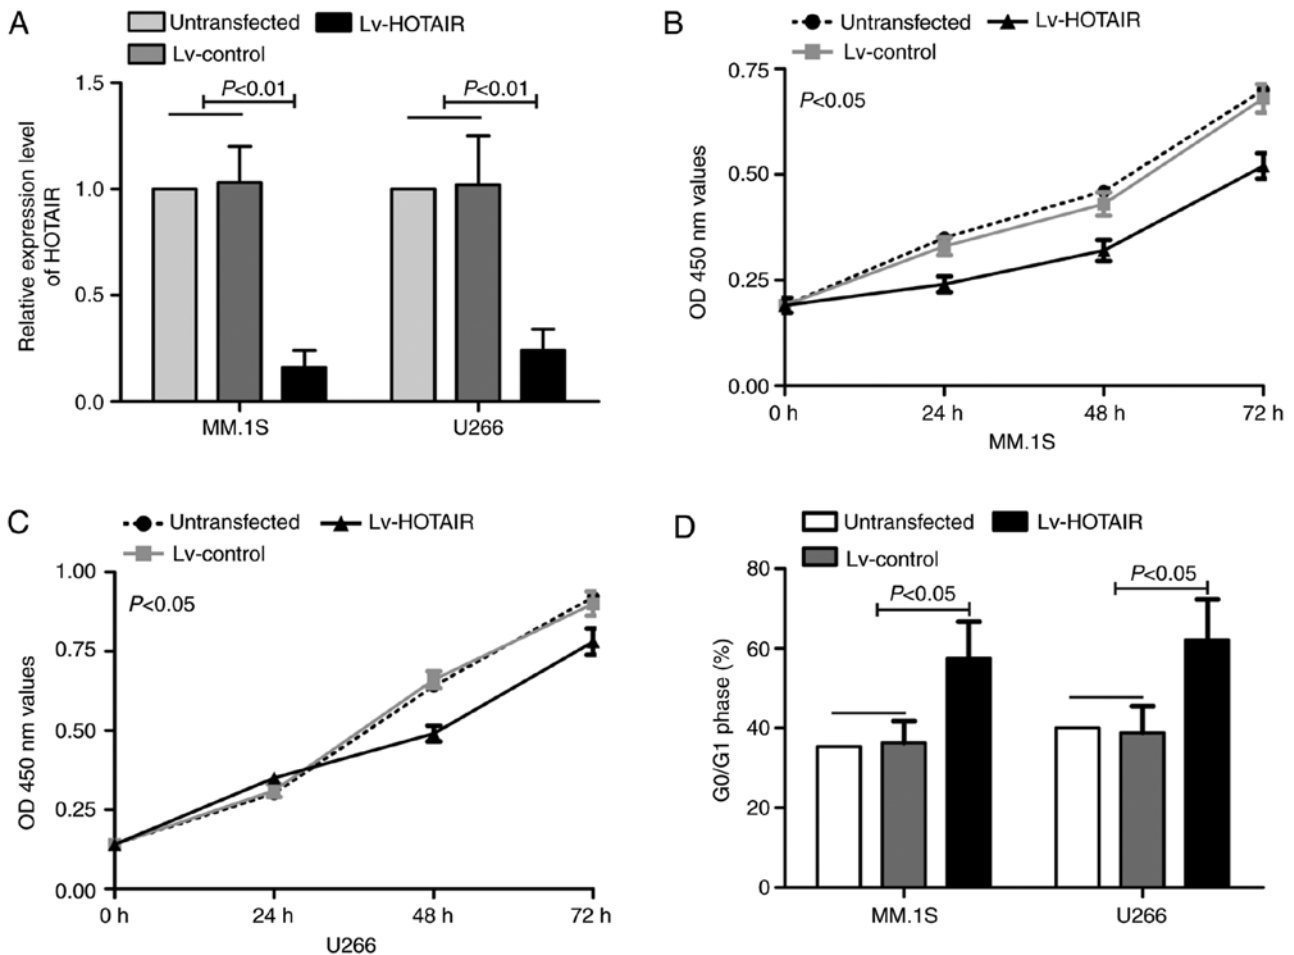 A
Untransfected
Lv-HOTAIR
Lv-control
1.5
1.0
0.5
0.0
Relative expression level
of HOTAIR
P<0.01
P<0.01
MM.1S
U266
B
Untransfected
Lv-HOTAIR
Lv-control
0.75
0.50
0.25
0.00
OD 450 nm values
P<0.05
0 h
24 h
48 h
72 h
MM.1S
C
Untransfected
Lv-HOTAIR
Lv-control
1.00
0.75
0.50
0.25
0.00
OD 450 nm values
P<0.05
0 h
24 h
48 h
72 h
U266
D
Untransfected
Lv-HOTAIR
Lv-control
80
60
40
20
0
G0/G1 phase (%)
P<0.05
P<0.05
MM.1S
U266